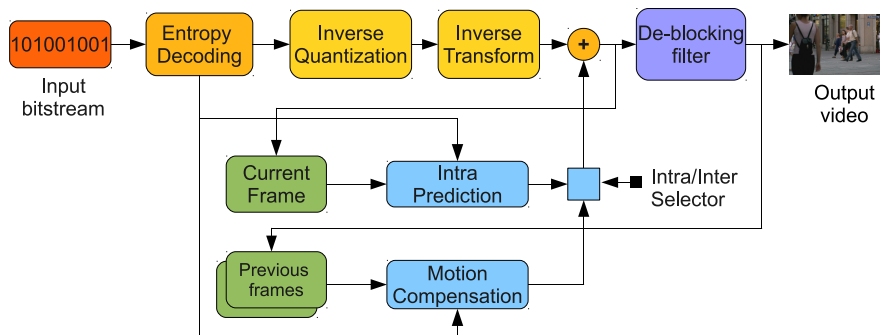 101001001
Input
bitstream
Entropy
Decoding
Inverse
Quantization
Inverse
Transform
+
De-blocking
filter
Output
video
Current
Frame
Intra
Prediction
Intra/Inter
Selector
Previous
frames
Motion
Compensation